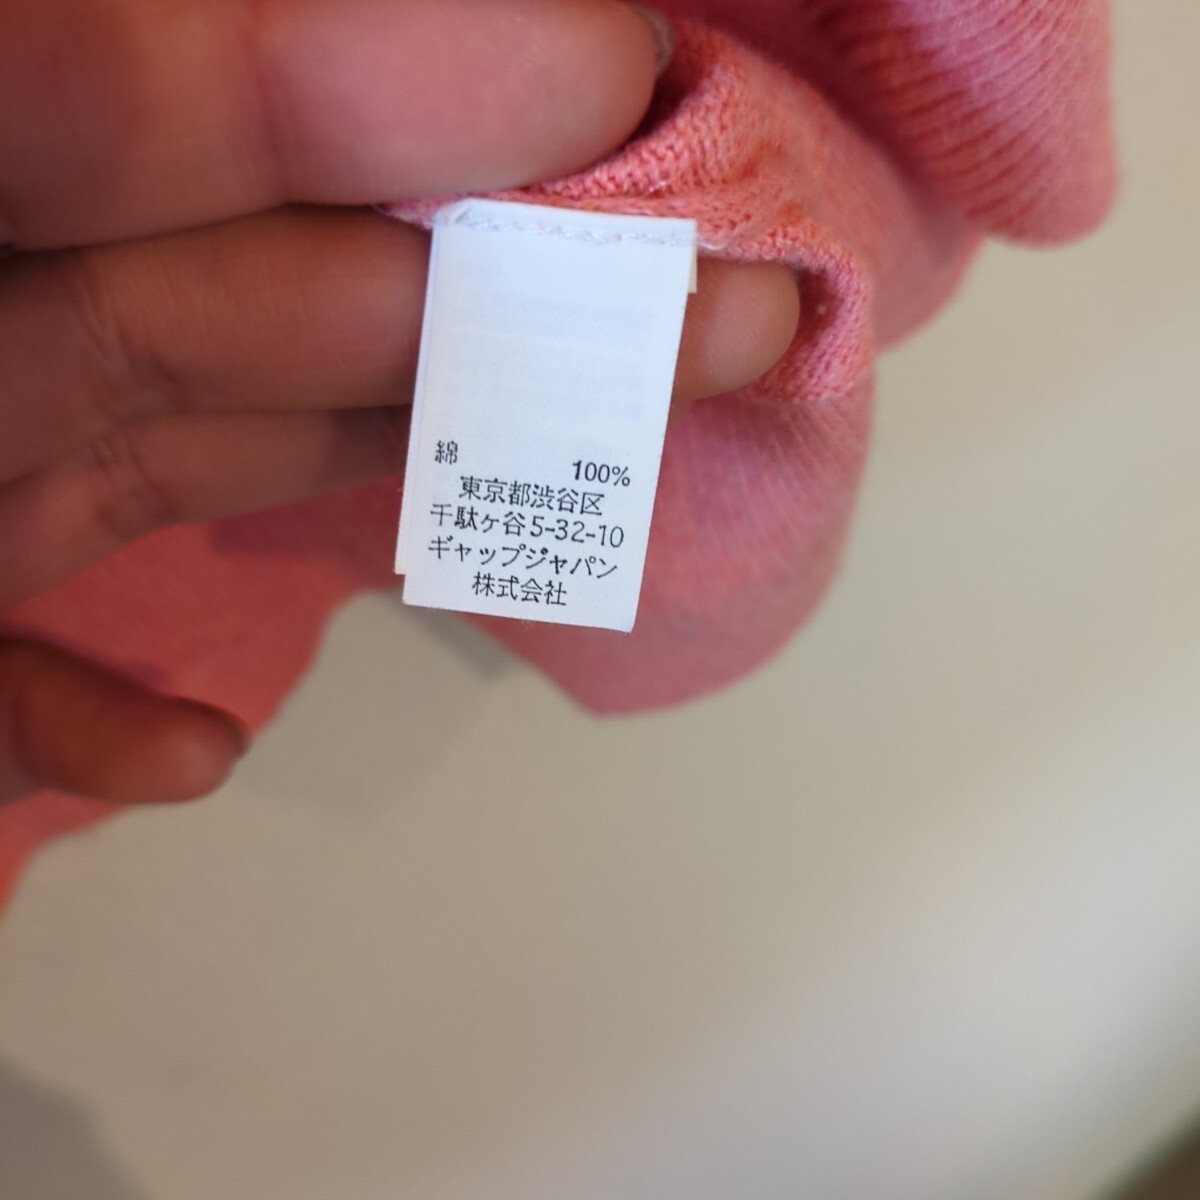 綿 100%
東京都渋谷区
千駄ヶ谷5-32-10
ギャップジャパン
株式会社